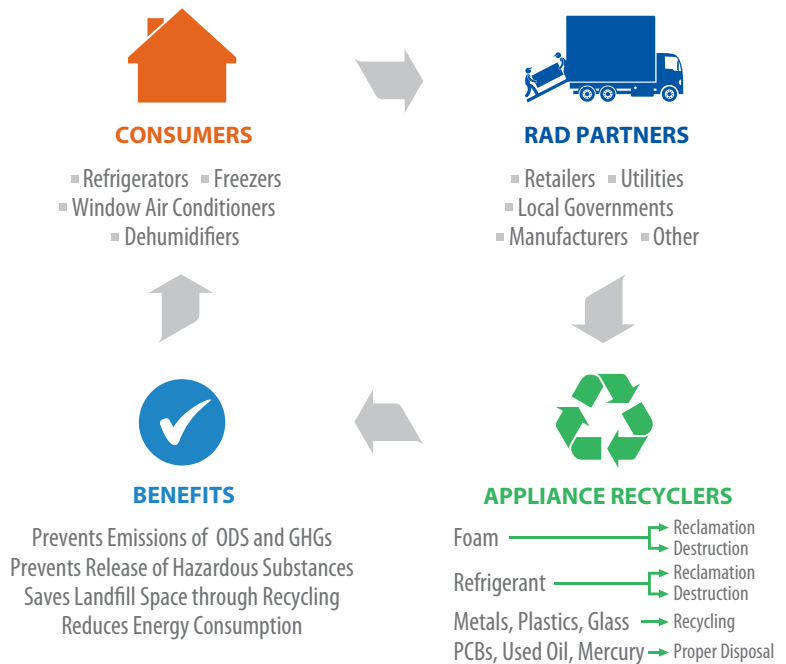 CONSUMERS
▪ Refrigerators ▪ Freezers
▪ Window Air Conditioners
▪ Dehumidifiers
RAD PARTNERS
▪ Retailers ▪ Utilities
▪ Local Governments
▪ Manufacturers ▪ Other
APPLIANCE RECYCLERS
Foam
Reclamation
Destruction
Refrigerant
Reclamation
Destruction
Metals, Plastics, Glass Recycling
PCBs, Used Oil, Mercury Proper Disposal
BENEFITS
Prevents Emissions of ODS and GHGs
Prevents Release of Hazardous Substances
Saves Landfill Space through Recycling
Reduces Energy Consumption